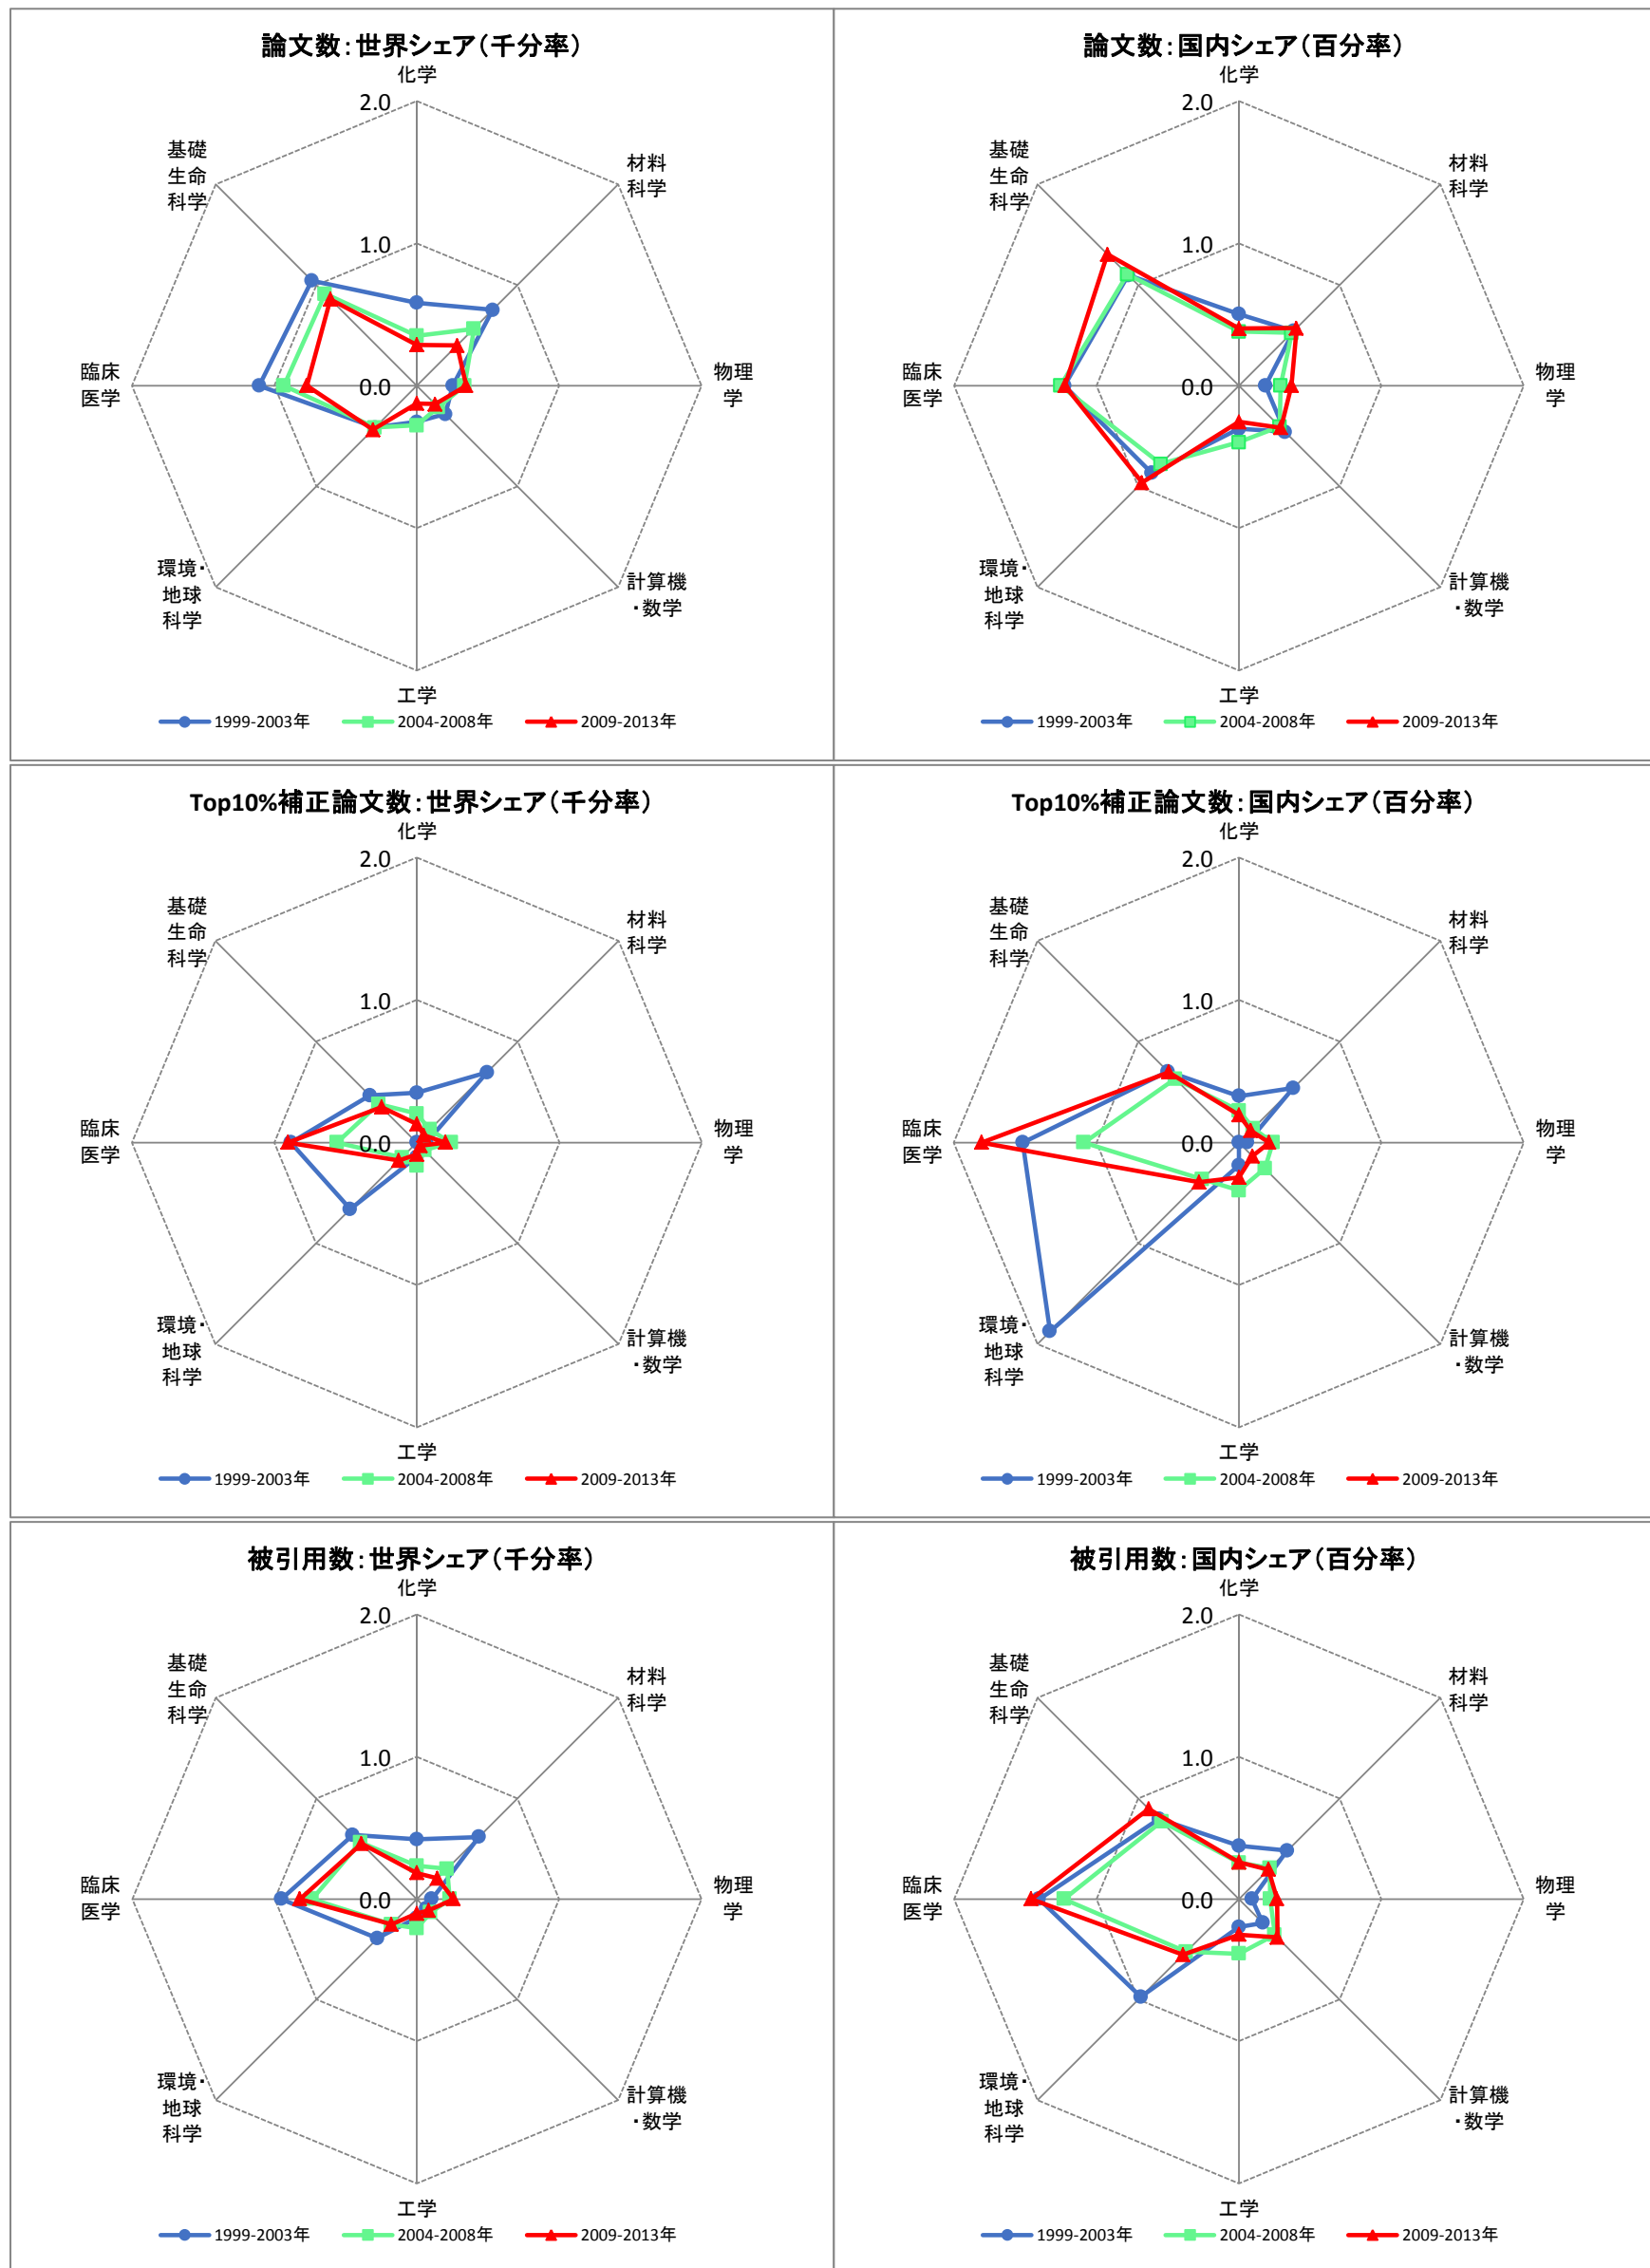 論文数：世界シェア（千分率）
化学
2.0
1.0
0.0
材料
科学
物理
学
計算機
・数学
工学
環境・
地球
科学
臨床
医学
基礎
生命
科学
1999-2003年 2004-2008年 2009-2013年
論文数：国内シェア（百分率）
化学
2.0
1.0
0.0
材料
科学
物理
学
計算機
・数学
工学
環境・
地球
科学
臨床
医学
基礎
生命
科学
1999-2003年 2004-2008年 2009-2013年
Top10%補正論文数：世界シェア（千分率）
化学
2.0
1.0
0.0
材料
科学
物理
学
計算機
・数学
工学
環境・
地球
科学
臨床
医学
基礎
生命
科学
1999-2003年 2004-2008年 2009-2013年
Top10%補正論文数：国内シェア（百分率）
化学
2.0
1.0
0.0
材料
科学
物理
学
計算機
・数学
工学
環境・
地球
科学
臨床
医学
基礎
生命
科学
1999-2003年 2004-2008年 2009-2013年
被引用数：世界シェア（千分率）
化学
2.0
1.0
0.0
材料
科学
物理
学
計算機
・数学
工学
環境・
地球
科学
臨床
医学
基礎
生命
科学
1999-2003年 2004-2008年 2009-2013年
被引用数：国内シェア（百分率）
化学
2.0
1.0
0.0
材料
科学
物理
学
計算機
・数学
工学
環境・
地球
科学
臨床
医学
基礎
生命
科学
1999-2003年 2004-2008年 2009-2013年